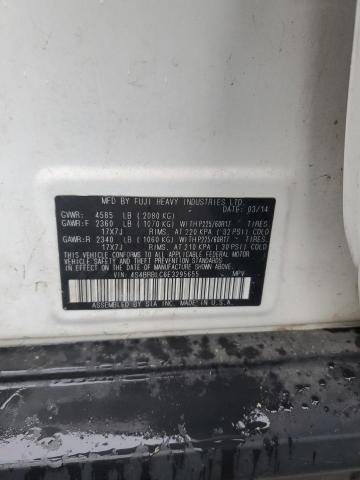 MFD BY FUJI HEAVY INDUSTRIES LTD.
DATE: 03/14
GVWR: 4585 LB (2080 KG)
GAWR:F 2360 LB (1070 KG) WITH P225/60R17 TIRES,
17X7J RIMS, AT 220 KPA (32 PSI) COLD
GAWR:R 2340 LB (1060 KG) WITH P225/60R17 TIRES,
17X7J RIMS, AT 210 KPA (30 PSI) COLD
THIS VEHICLE CONFORMS TO ALL APPLICABLE FEDERAL
MOTOR VEHICLE SAFETY, BUMPER, AND THEFT
PREVENTION STANDARDS IN EFFECT ON THE DATE OF
MANUFACTURE SHOWN ABOVE.
VIN: 4S4BRBLC6E3295655 MPV
ASSEMBLED BY SIA, INC. MADE IN U.S.A.